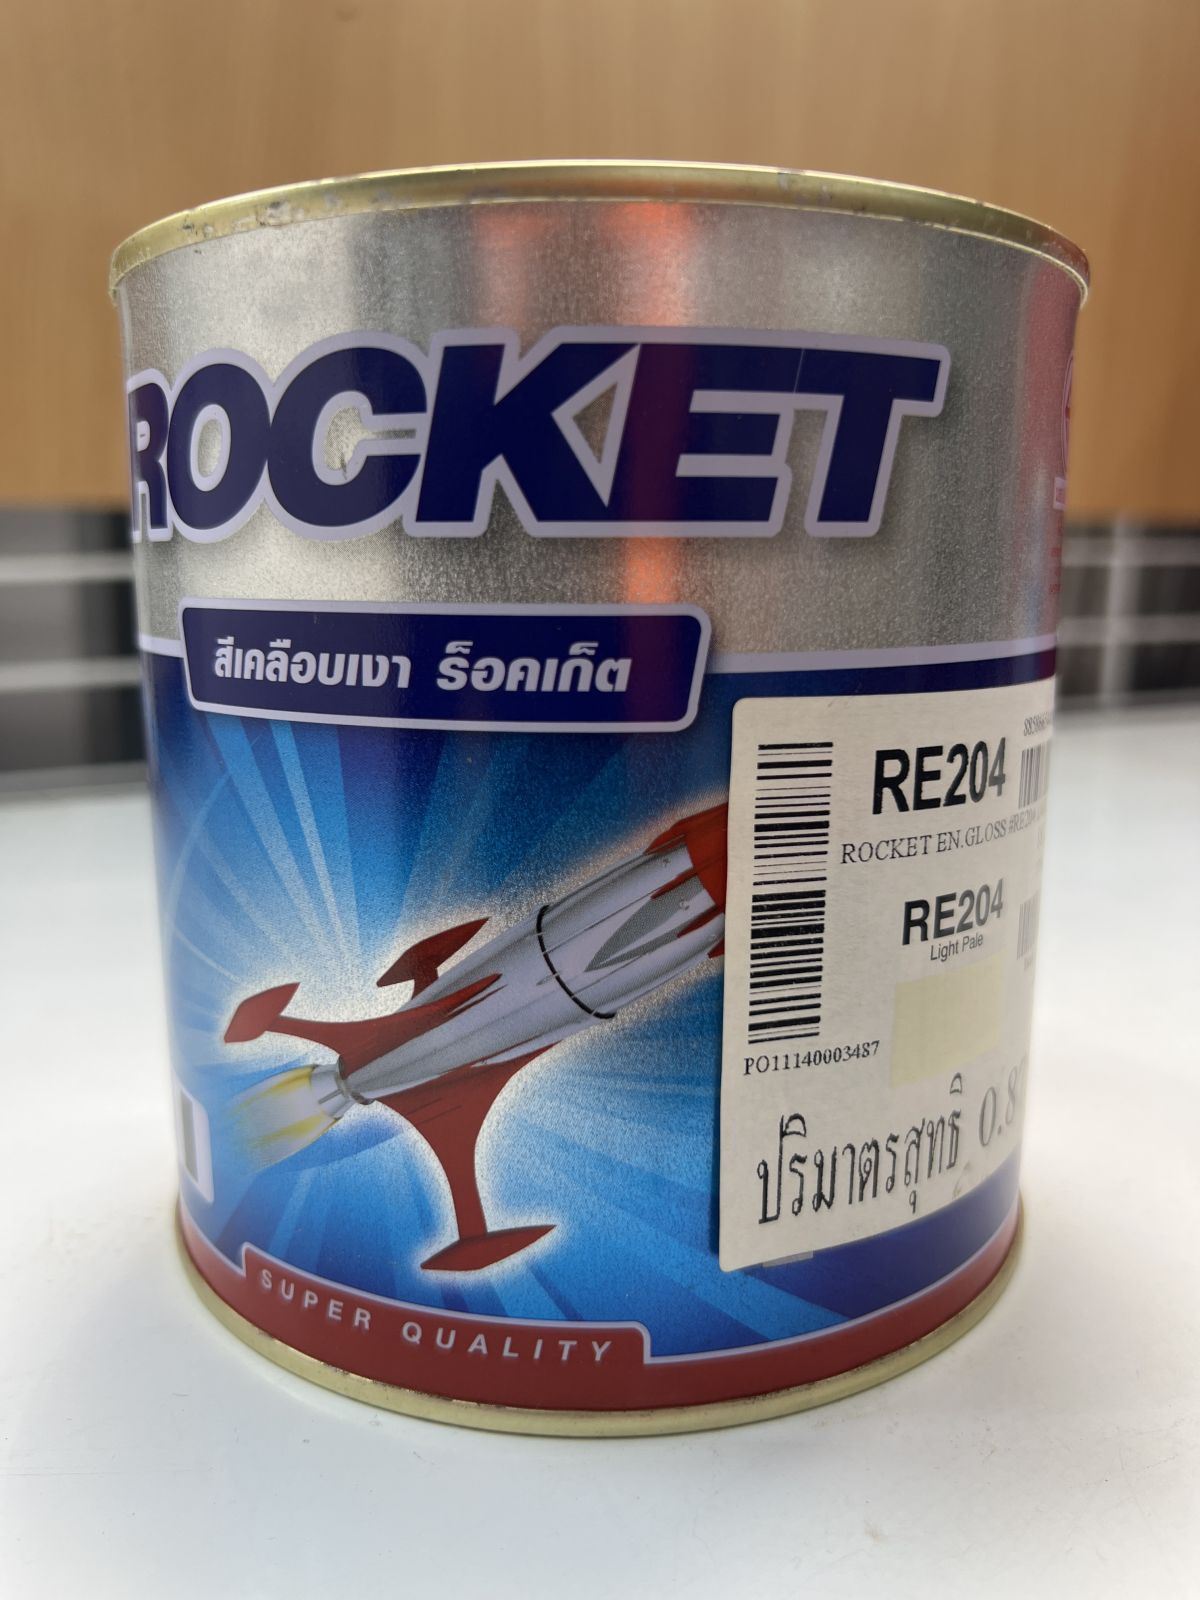 ROCKET
สีเคลือบเงา ร็อคเก็ต
RE204
ROCKET EN.GLOSS #RE204
RE204
Light Pale
PO11140003487
ปริมาตรสุทธิ
SUPER QUALITY